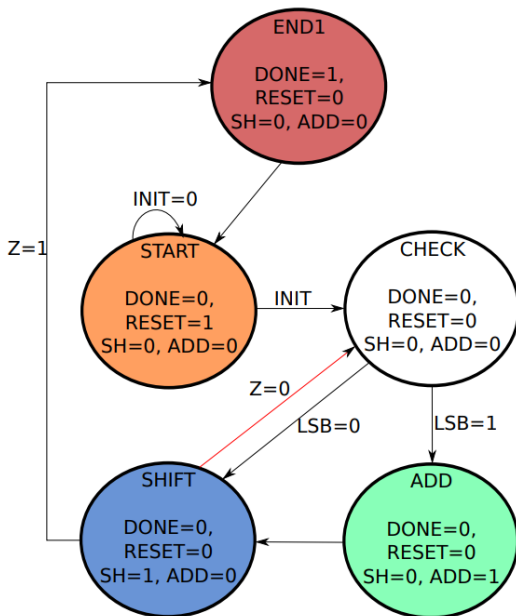 END1
DONE=1,
RESET=0
SH=0, ADD=0
INIT=0
Z=1
START
DONE=0,
RESET=1
SH=0, ADD=0
INIT
CHECK
DONE=0,
RESET=0
SH=0, ADD=0
Z=0
LSB=0
LSB=1
SHIFT
DONE=0,
RESET=0
SH=1, ADD=0
ADD
DONE=0,
RESET=0
SH=0, ADD=1